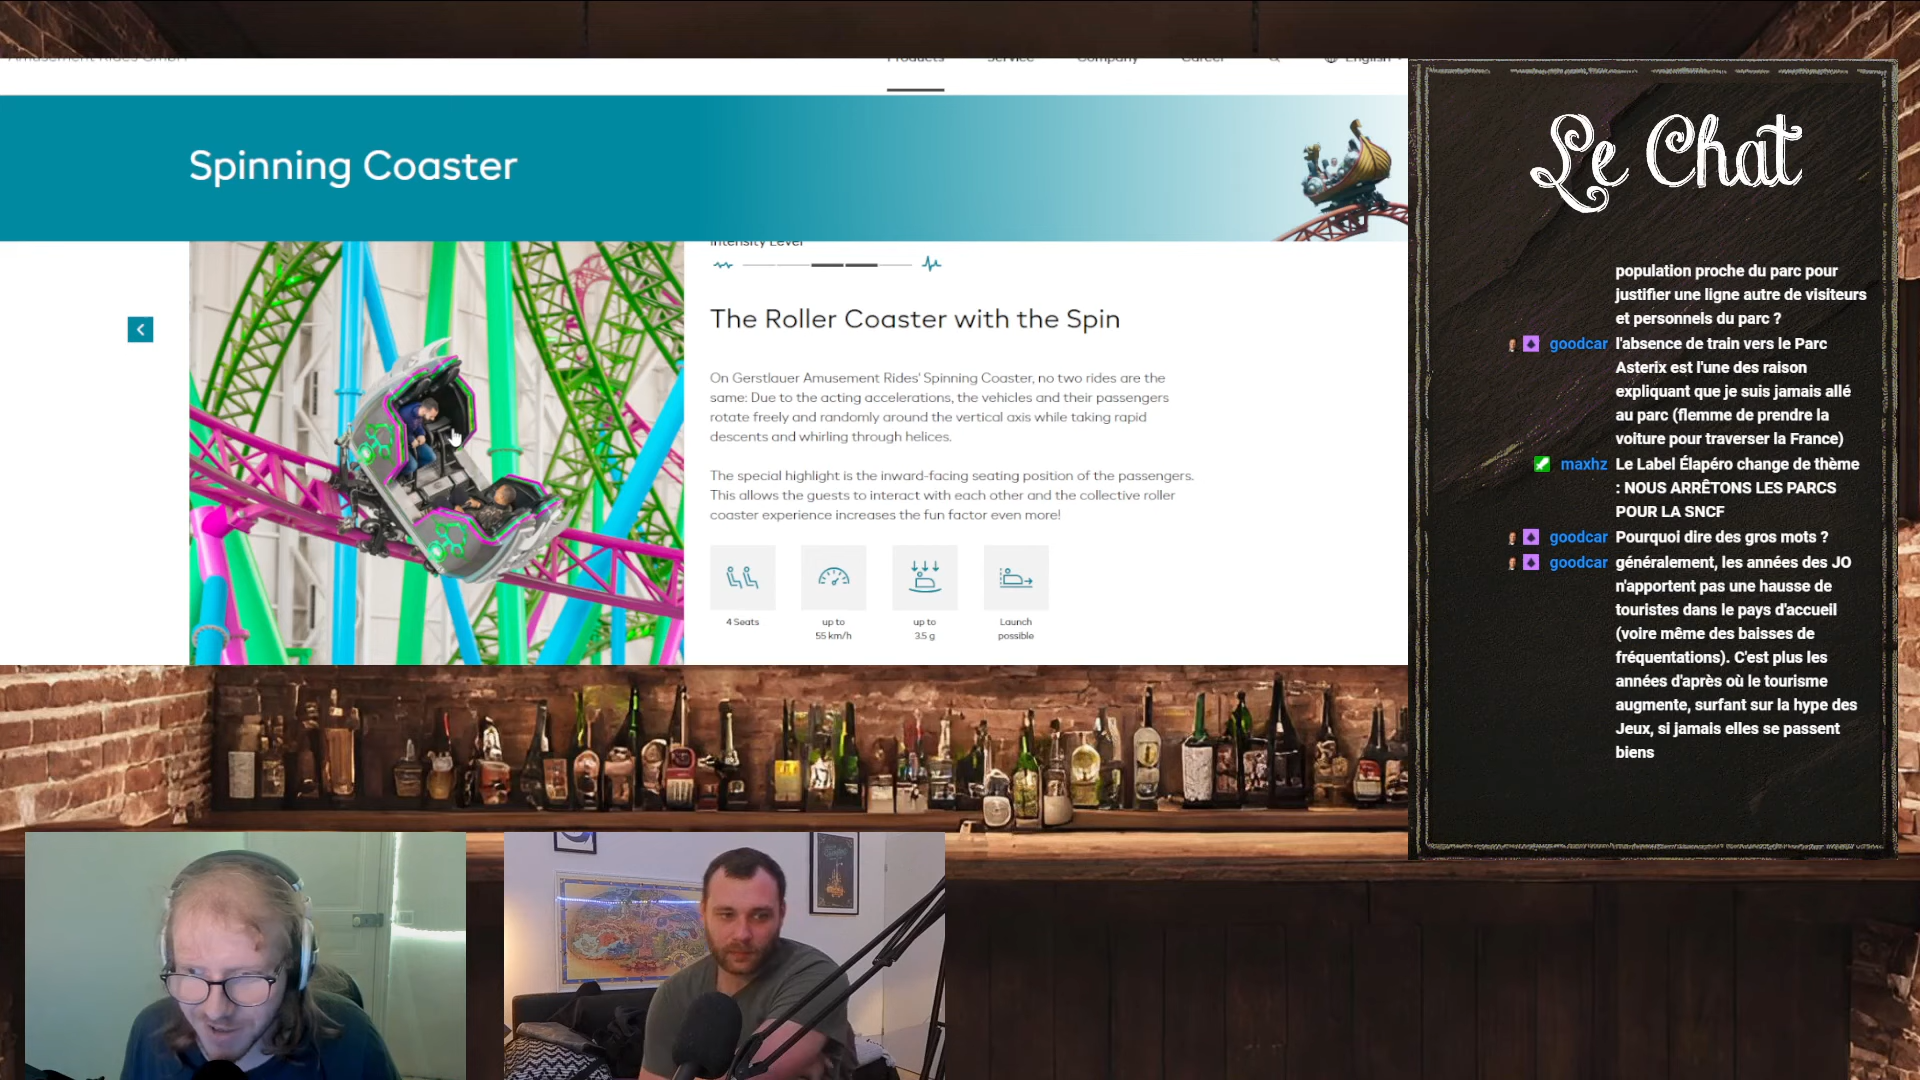 Amusement Rides GmbH
Products
Service
Company
Career
English
Spinning Coaster
Intensity Level
The Roller Coaster with the Spin
On Gerstlauer Amusement Rides' Spinning Coaster, no two rides are the
same: Due to the acting accelerations, the vehicles and their passengers
rotate freely and randomly around the vertical axis while taking rapid
descents and whirling through helices.
The special highlight is the inward-facing seating position of the passengers.
This allows the guests to interact with each other and the collective roller
coaster experience increases the fun factor even more!
4 Seats
up to
55 km/h
up to
3.5 g
Launch
possible
Le Chat
population proche du parc pour
justifier une ligne autre de visiteurs
et personnels du parc ?
goodcar l'absence de train vers le Parc
Asterix est l'une des raison
expliquant que je suis jamais allé
au parc (flemme de prendre la
voiture pour traverser la France)
maxhz Le Label Élapéro change de thème
: NOUS ARRÊTONS LES PARCS
POUR LA SNCF
goodcar Pourquoi dire des gros mots ?
goodcar généralement, les années des JO
n'apportent pas une hausse de
touristes dans le pays d'accueil
(voire même des baisses de
fréquentations). C'est plus les
années d'après où le tourisme
augmente, surfant sur la hype des
Jeux, si jamais elles se passent
biens